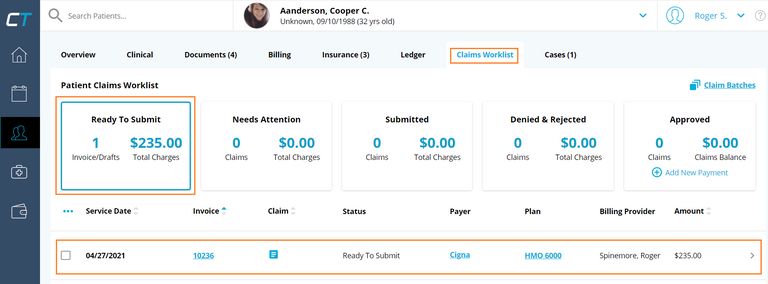 CT
Search Patients...
Aanderson, Cooper C.
Unknown, 09/10/1988 (32 yrs old)
Roger S.
?
Overview Clinical Documents (4) Billing Insurance (3) Ledger Claims Worklist Cases (1)
Patient Claims Worklist
Claim Batches
Ready To Submit
1 $235.00
Invoice/Drafts Total Charges
Needs Attention
0 $0.00
Claims Total Charges
Submitted
0 $0.00
Claims Total Charges
Denied & Rejected
0 $0.00
Claims Total Charges
Approved
0 $0.00
Claims Claims Balance
Add New Payment
Service Date Invoice Claim Status Payer Plan Billing Provider Amount
04/27/2021 10236 Ready To Submit Cigna HMO 6000 Spinemore, Roger $235.00